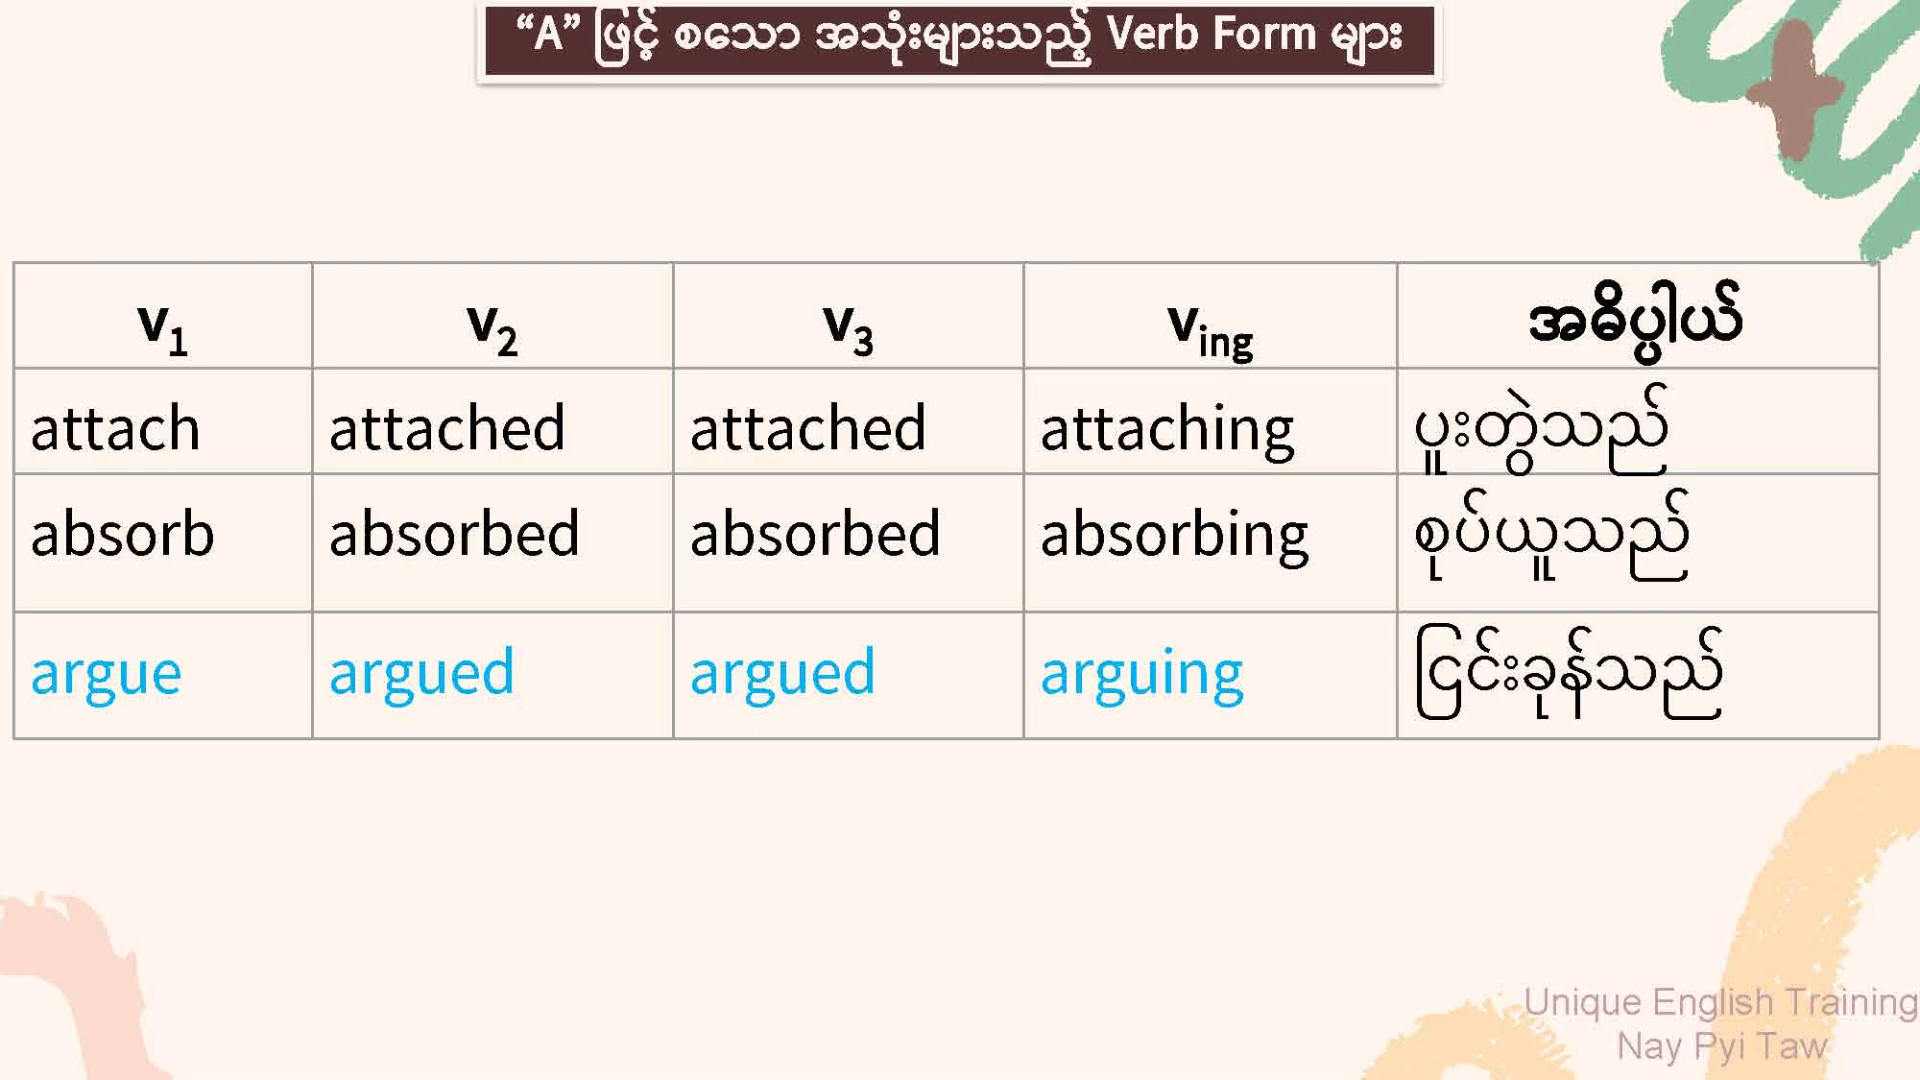 “A” ဖြင့် စသော အသုံးများသည့် Verb Form များ
V1 V2 V3 Ving အဓိပ္ပါယ်
attach attached attached attaching ပူးတွဲသည်
absorb absorbed absorbed absorbing စုပ်ယူသည်
argue argued argued arguing ငြင်းခုန်သည်
Unique English Training
Nay Pyi Taw